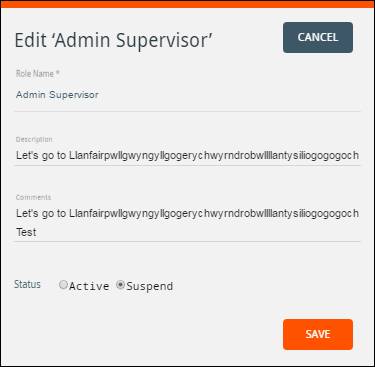 Edit ‘Admin Supervisor’
CANCEL
Role Name *
Admin Supervisor
Description
Let's go to Llanfairpwllgwyngyllgogerychwyrndrobwllllantysiliogogogoch
Comments
Let's go to Llanfairpwllgwyngyllgogerychwyrndrobwllllantysiliogogogoch
Test
Status Active Suspend
SAVE